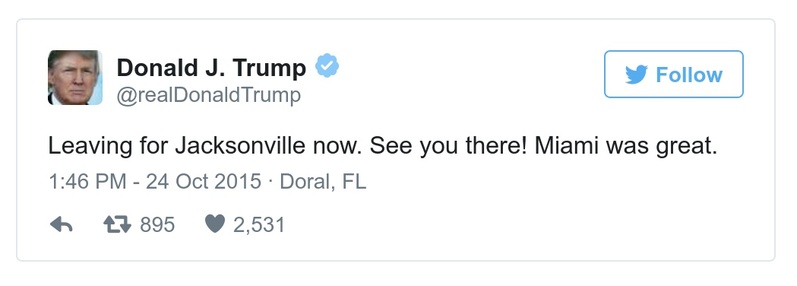 Donald J. Trump
@realDonaldTrump
Follow
Leaving for Jacksonville now. See you there! Miami was great.
1:46 PM - 24 Oct 2015 · Doral, FL
895 2,531